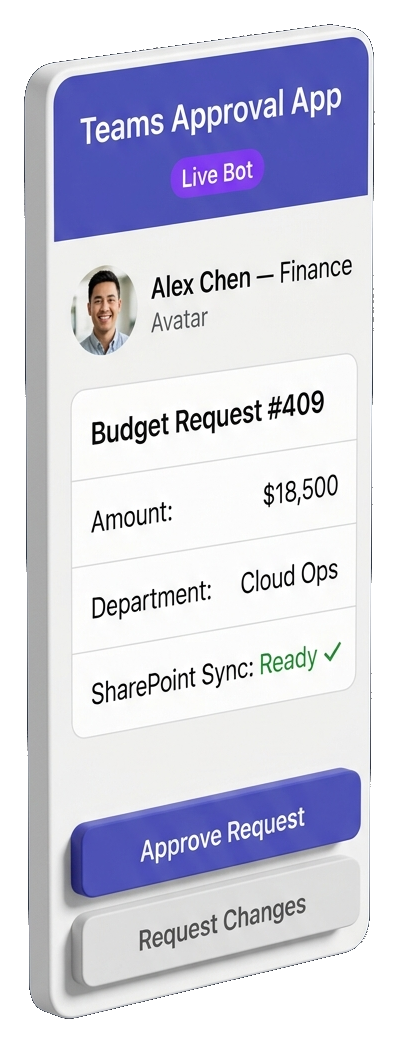 Teams Approval App
Live Bot
Alex Chen — Finance
Avatar
Budget Request #409
Amount: $18,500
Department: Cloud Ops
SharePoint Sync: Ready ✓
Approve Request
Request Changes